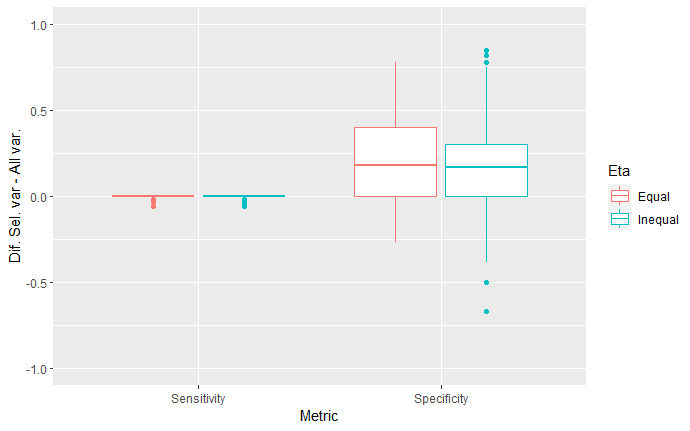 Dif. Sel. var - All var.
1.0
0.5
0.0
-0.5
-1.0
Sensitivity
Specificity
Metric
Eta
Equal
Inequal